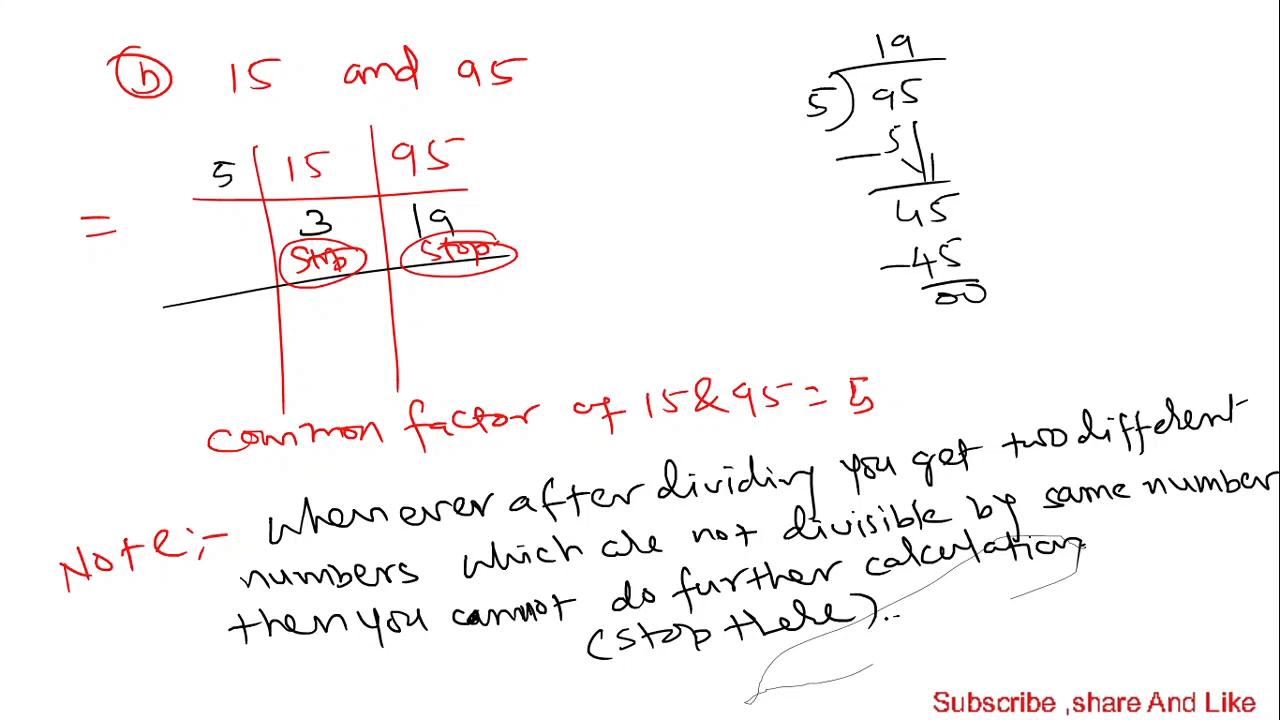 b 15 and 95
5 15 95
= 3 19
Stop Stop
19
5) 95
-5
45
-45
00
common factor of 15 & 95 = 5
Note:- Whenever after dividing you get two different
numbers which are not divisible by same number
then you cannot do further calculation
(stop there)..
Subscribe ,share And Like